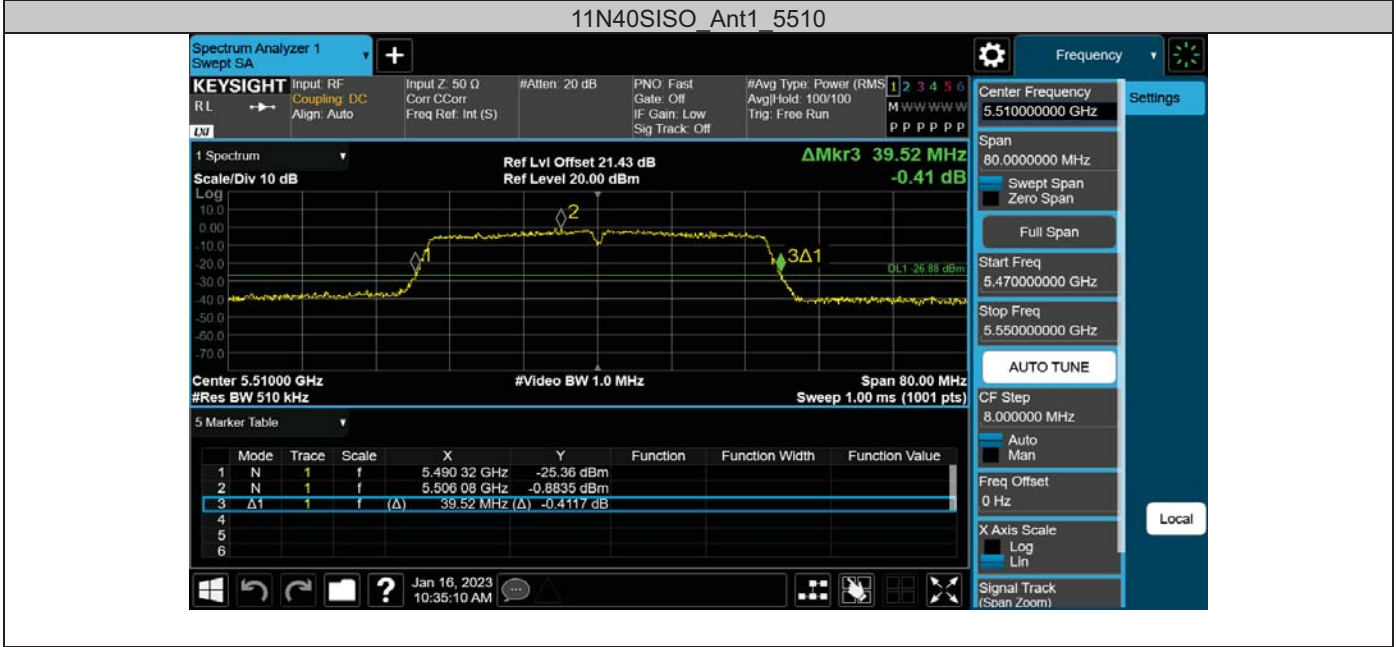 11N40SISO_Ant1_5510
Spectrum Analyzer 1
Swept SA
+
Frequency
KEYSIGHT
RL
LXI
Input: RF
Coupling: DC
Align: Auto
Input Z: 50 Ω
Corr CCorr
Freq Ref: Int (S)
#Atten: 20 dB
PNO: Fast
Gate: Off
IF Gain: Low
Sig Track: Off
#Avg Type: Power (RMS
Avg|Hold: 100/100
Trig: Free Run
1 2 3 4 5 6
M W W W W W
P P P P P P
Center Frequency
5.510000000 GHz
Settings
Span
80.0000000 MHz
Swept Span
Zero Span
Full Span
Start Freq
5.470000000 GHz
Stop Freq
5.550000000 GHz
AUTO TUNE
CF Step
8.000000 MHz
Auto
Man
Freq Offset
0 Hz
X Axis Scale
Log
Lin
Signal Track
(Span Zoom)
Local
1 Spectrum
Scale/Div 10 dB
Ref Lvl Offset 21.43 dB
Ref Level 20.00 dBm
ΔMkr3 39.52 MHz
-0.41 dB
Log
10.0
0.00
-10.0
-20.0
-30.0
-40.0
-50.0
-60.0
-70.0
1
2
3Δ1
DL1 -26.88 dBm
Center 5.51000 GHz
#Video BW 1.0 MHz
Span 80.00 MHz
#Res BW 510 kHz
Sweep 1.00 ms (1001 pts)
5 Marker Table
Mode Trace Scale X Y Function Function Width Function Value
1 N 1 f 5.490 32 GHz -25.36 dBm
2 N 1 f 5.506 08 GHz -0.8835 dBm
3 Δ1 1 f (Δ) 39.52 MHz (Δ) -0.4117 dB
4
5
6
?
Jan 16, 2023
10:35:10 AM